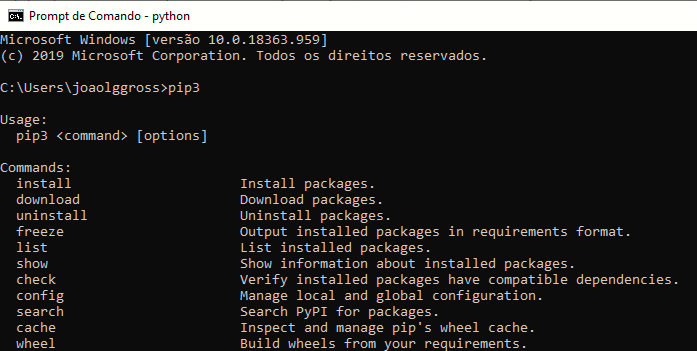 Prompt de Comando - python
Microsoft Windows [versão 10.0.18363.959]
(c) 2019 Microsoft Corporation. Todos os direitos reservados.
C:\Users\joaolggross>pip3
Usage:
pip3 <command> [options]
Commands:
install Install packages.
download Download packages.
uninstall Uninstall packages.
freeze Output installed packages in requirements format.
list List installed packages.
show Show information about installed packages.
check Verify installed packages have compatible dependencies.
config Manage local and global configuration.
search Search PyPI for packages.
cache Inspect and manage pip's wheel cache.
wheel Build wheels from your requirements.